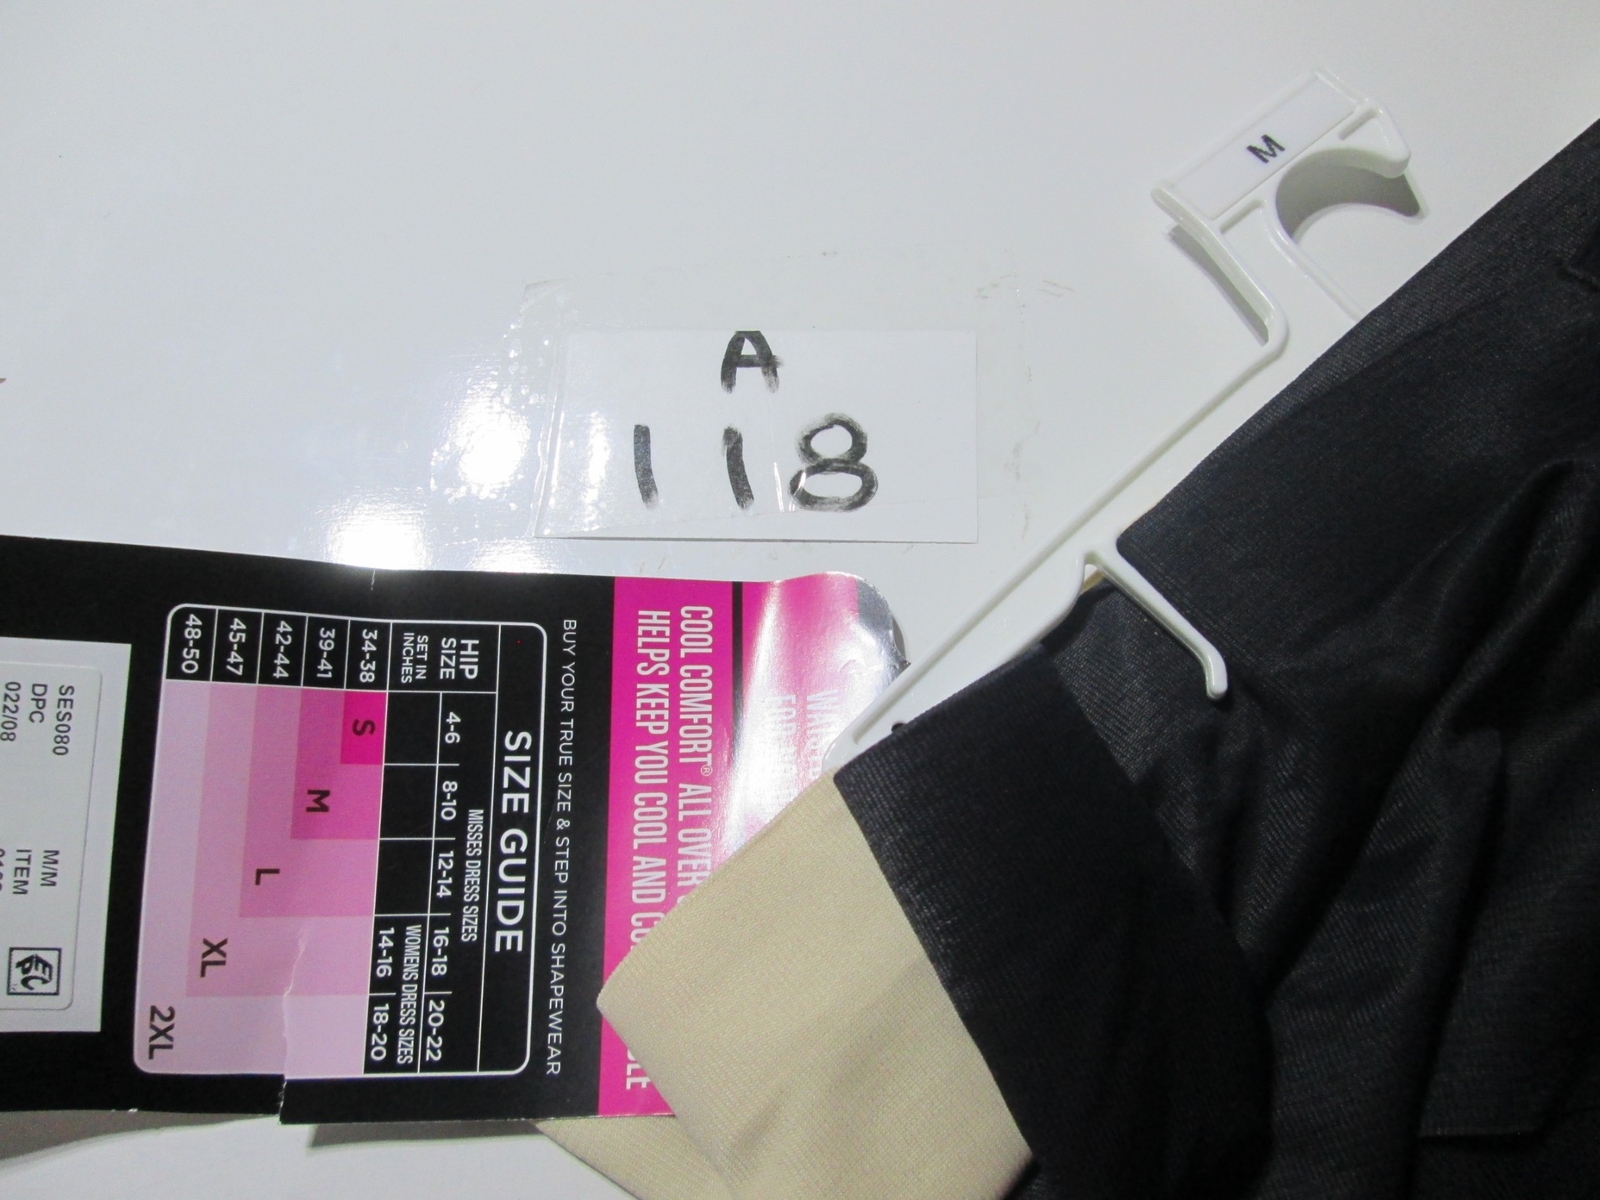 M
A
118
WAIST
COOL COMFORT® ALL OVER
HELPS KEEP YOU COOL AND
BUY YOUR TRUE SIZE & STEP INTO SHAPEWEAR
SIZE GUIDE
MISSES DRESS SIZES
HIP SIZE 4-6 8-10 12-14 16-18 20-22
WOMENS DRESS SIZES
SET IN INCHES 14-16 18-20
34-38 S
39-41 M
42-44 L
45-47 XL
48-50 2XL
SES080 M/M
DPC ITEM
022/08